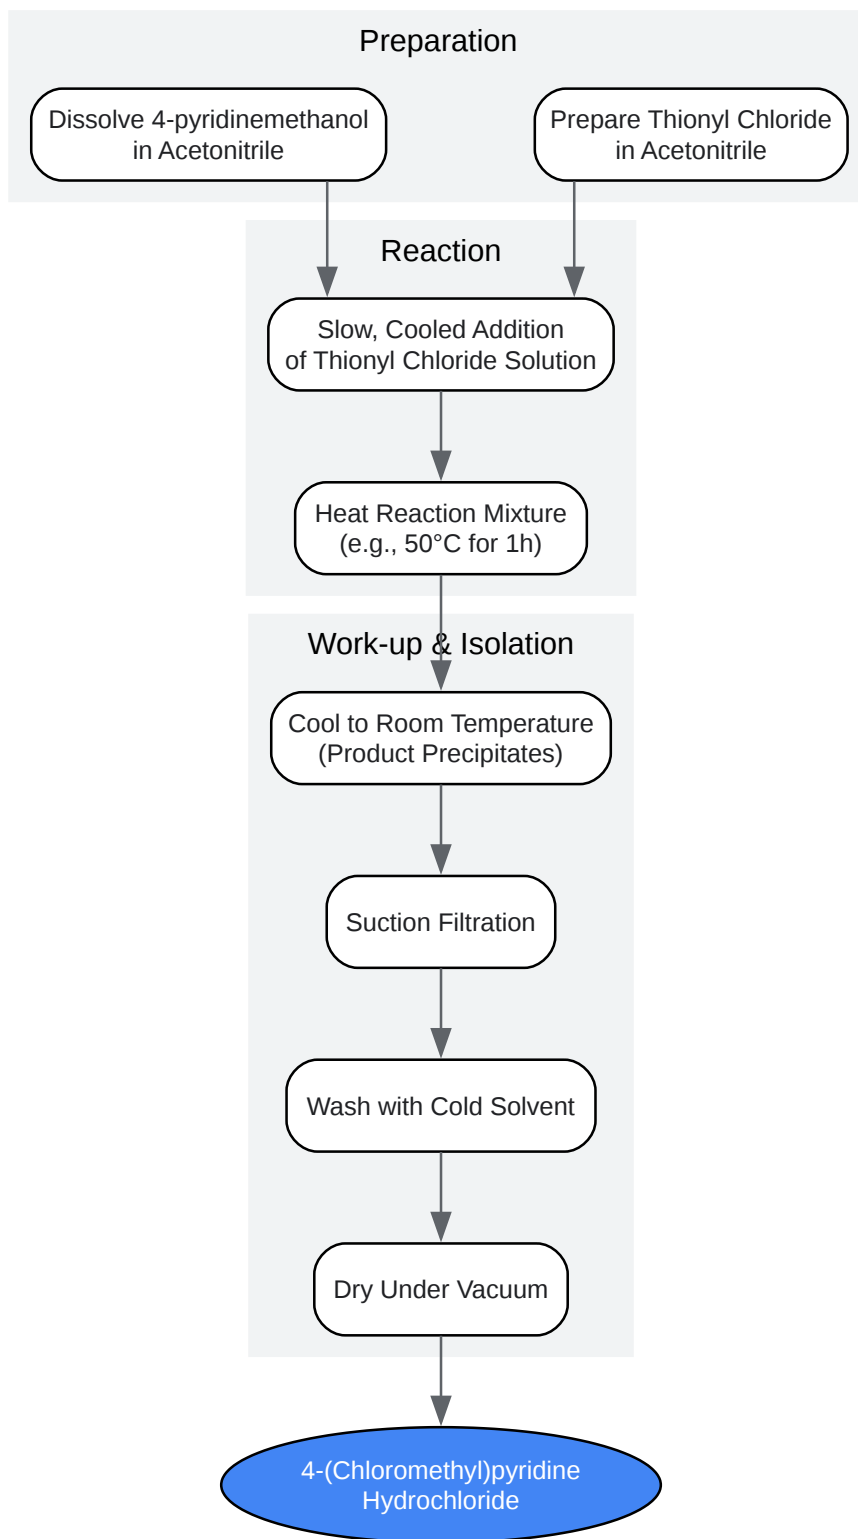 Preparation
Dissolve 4-pyridinemethanol
in Acetonitrile
Prepare Thionyl Chloride
in Acetonitrile
Reaction
Slow, Cooled Addition
of Thionyl Chloride Solution
Heat Reaction Mixture
(e.g., 50°C for 1h)
Work-up & Isolation
Cool to Room Temperature
(Product Precipitates)
Suction Filtration
Wash with Cold Solvent
Dry Under Vacuum
4-(Chloromethyl)pyridine
Hydrochloride